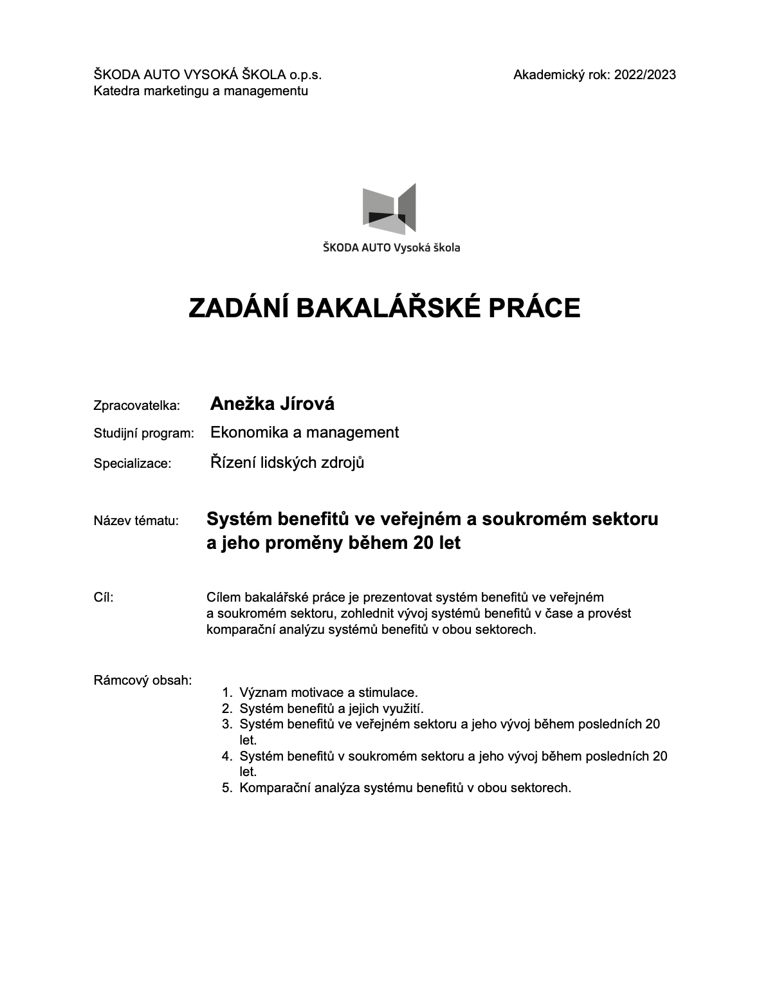 ŠKODA AUTO VYSOKÁ ŠKOLA o.p.s. Akademický rok: 2022/2023
Katedra marketingu a managementu
ŠKODA AUTO Vysoká škola
ZADÁNÍ BAKALÁŘSKÉ PRÁCE
Zpracovatelka: Anežka Jírová
Studijní program: Ekonomika a management
Specializace: Řízení lidských zdrojů
Název tématu: Systém benefitů ve veřejném a soukromém sektoru
a jeho proměny během 20 let
Cíl: Cílem bakalářské práce je prezentovat systém benefitů ve veřejném
a soukromém sektoru, zohlednit vývoj systémů benefitů v čase a provést
komparační analýzu systémů benefitů v obou sektorech.
Rámcový obsah:
1. Význam motivace a stimulace.
2. Systém benefitů a jejich využití.
3. Systém benefitů ve veřejném sektoru a jeho vývoj během posledních 20
let.
4. Systém benefitů v soukromém sektoru a jeho vývoj během posledních 20
let.
5. Komparační analýza systému benefitů v obou sektorech.